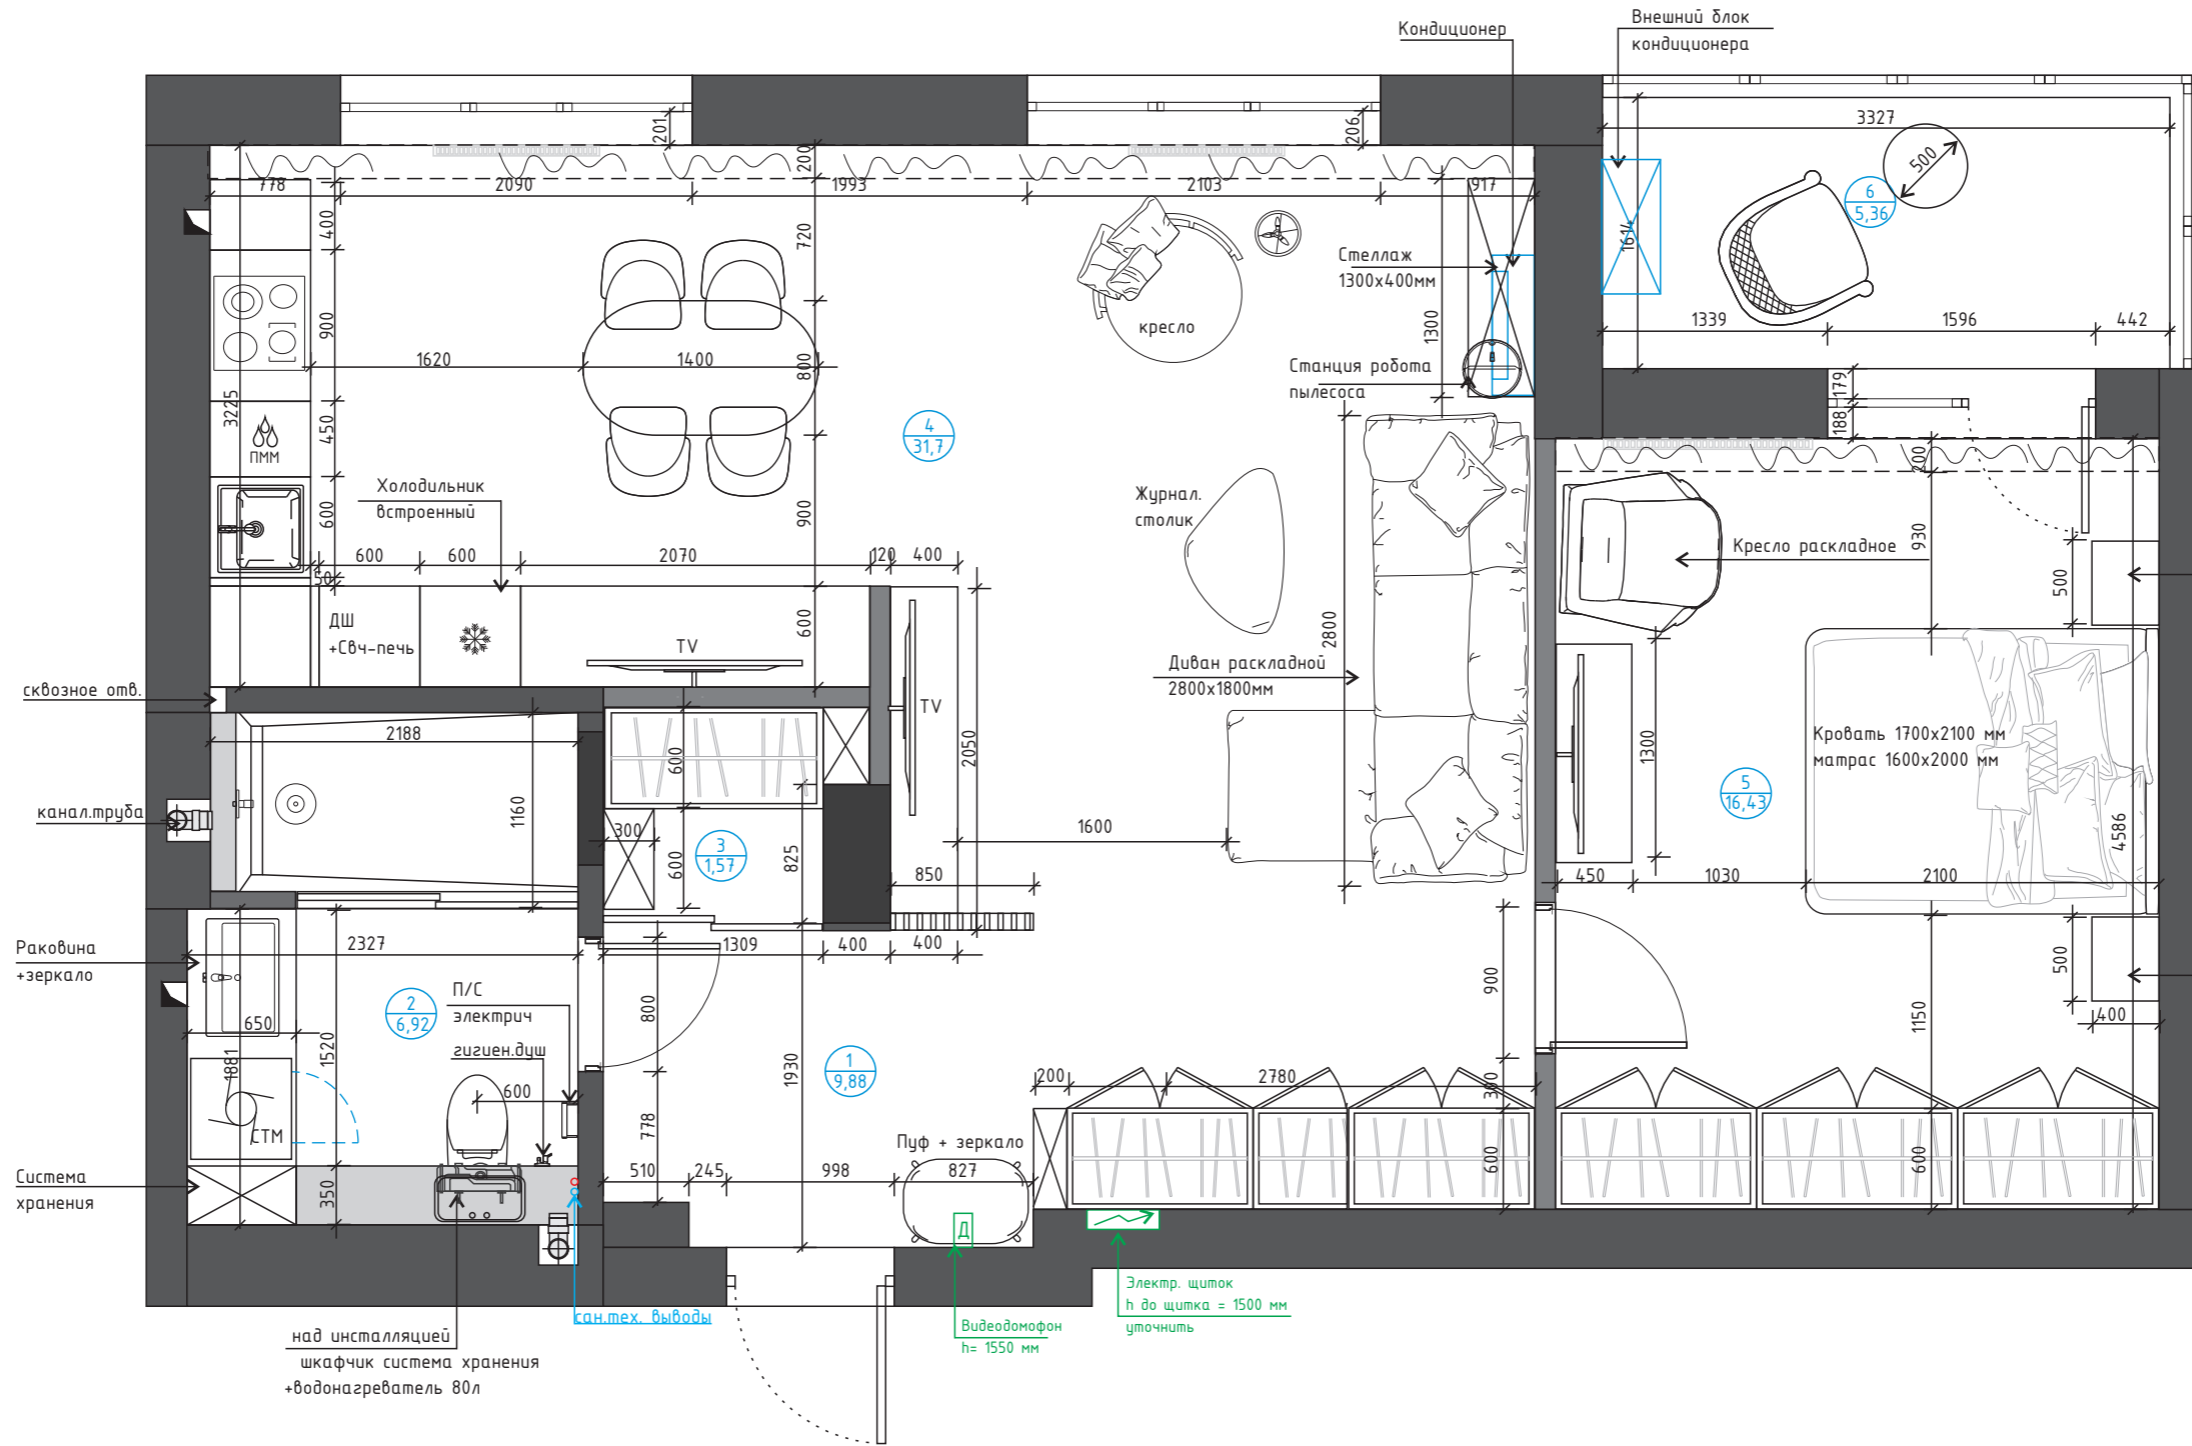 Кондиционер
Внешний блок
кондиционера
201
206
200
778
2090
1993
2103
917
3327
500
6
5,36
1614
400
720
Стеллаж
1300х400мм
1300
кресло
1339
1596
442
900
3225
1620
1400
800
Станция робота
пылесоса
179
188
450
ПММ
4
31,7
200
Холодильник
встроенный
600
900
Журнал.
столик
930
Кресло раскладное
500
600
600
2070
120
400
50
ДШ
+Свч-печь
TV
600
2800
Диван раскладной
2800х1800мм
сквозное отв.
TV
2188
600
2050
1300
Кровать 1700х2100 мм
матрас 1600х2000 мм
5
16,43
канал.труба
1160
300
3
1,57
600
825
1600
4586
850
450
1030
2100
Раковина
+зеркало
2327
1309
400
400
900
500
П/С
электрич
2
6,92
800
650
1881
1520
гигиен.душ
600
1930
1
9,88
1150
400
200
2780
300
СТМ
778
Пуф + зеркало
827
Система
хранения
350
510
245
998
600
600
Д
сан.тех. выводы
Электр. щиток
h до щитка = 1500 мм
уточнить
Видеодомофон
h= 1550 мм
над инсталляцией
шкафчик система хранения
+водонагреватель 80л